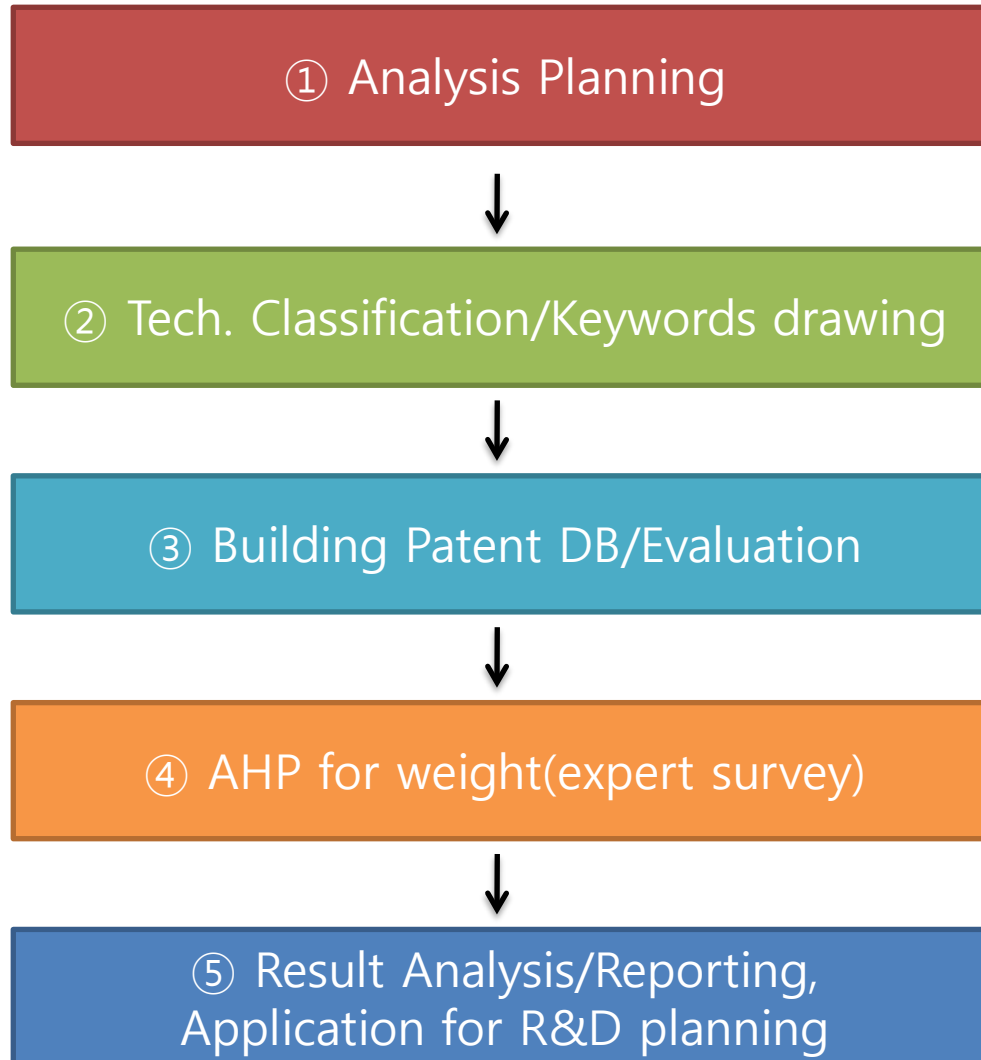 ① Analysis Planning
② Tech. Classification/Keywords drawing
③ Building Patent DB/Evaluation
④ AHP for weight(expert survey)
⑤ Result Analysis/Reporting,
Application for R&D planning